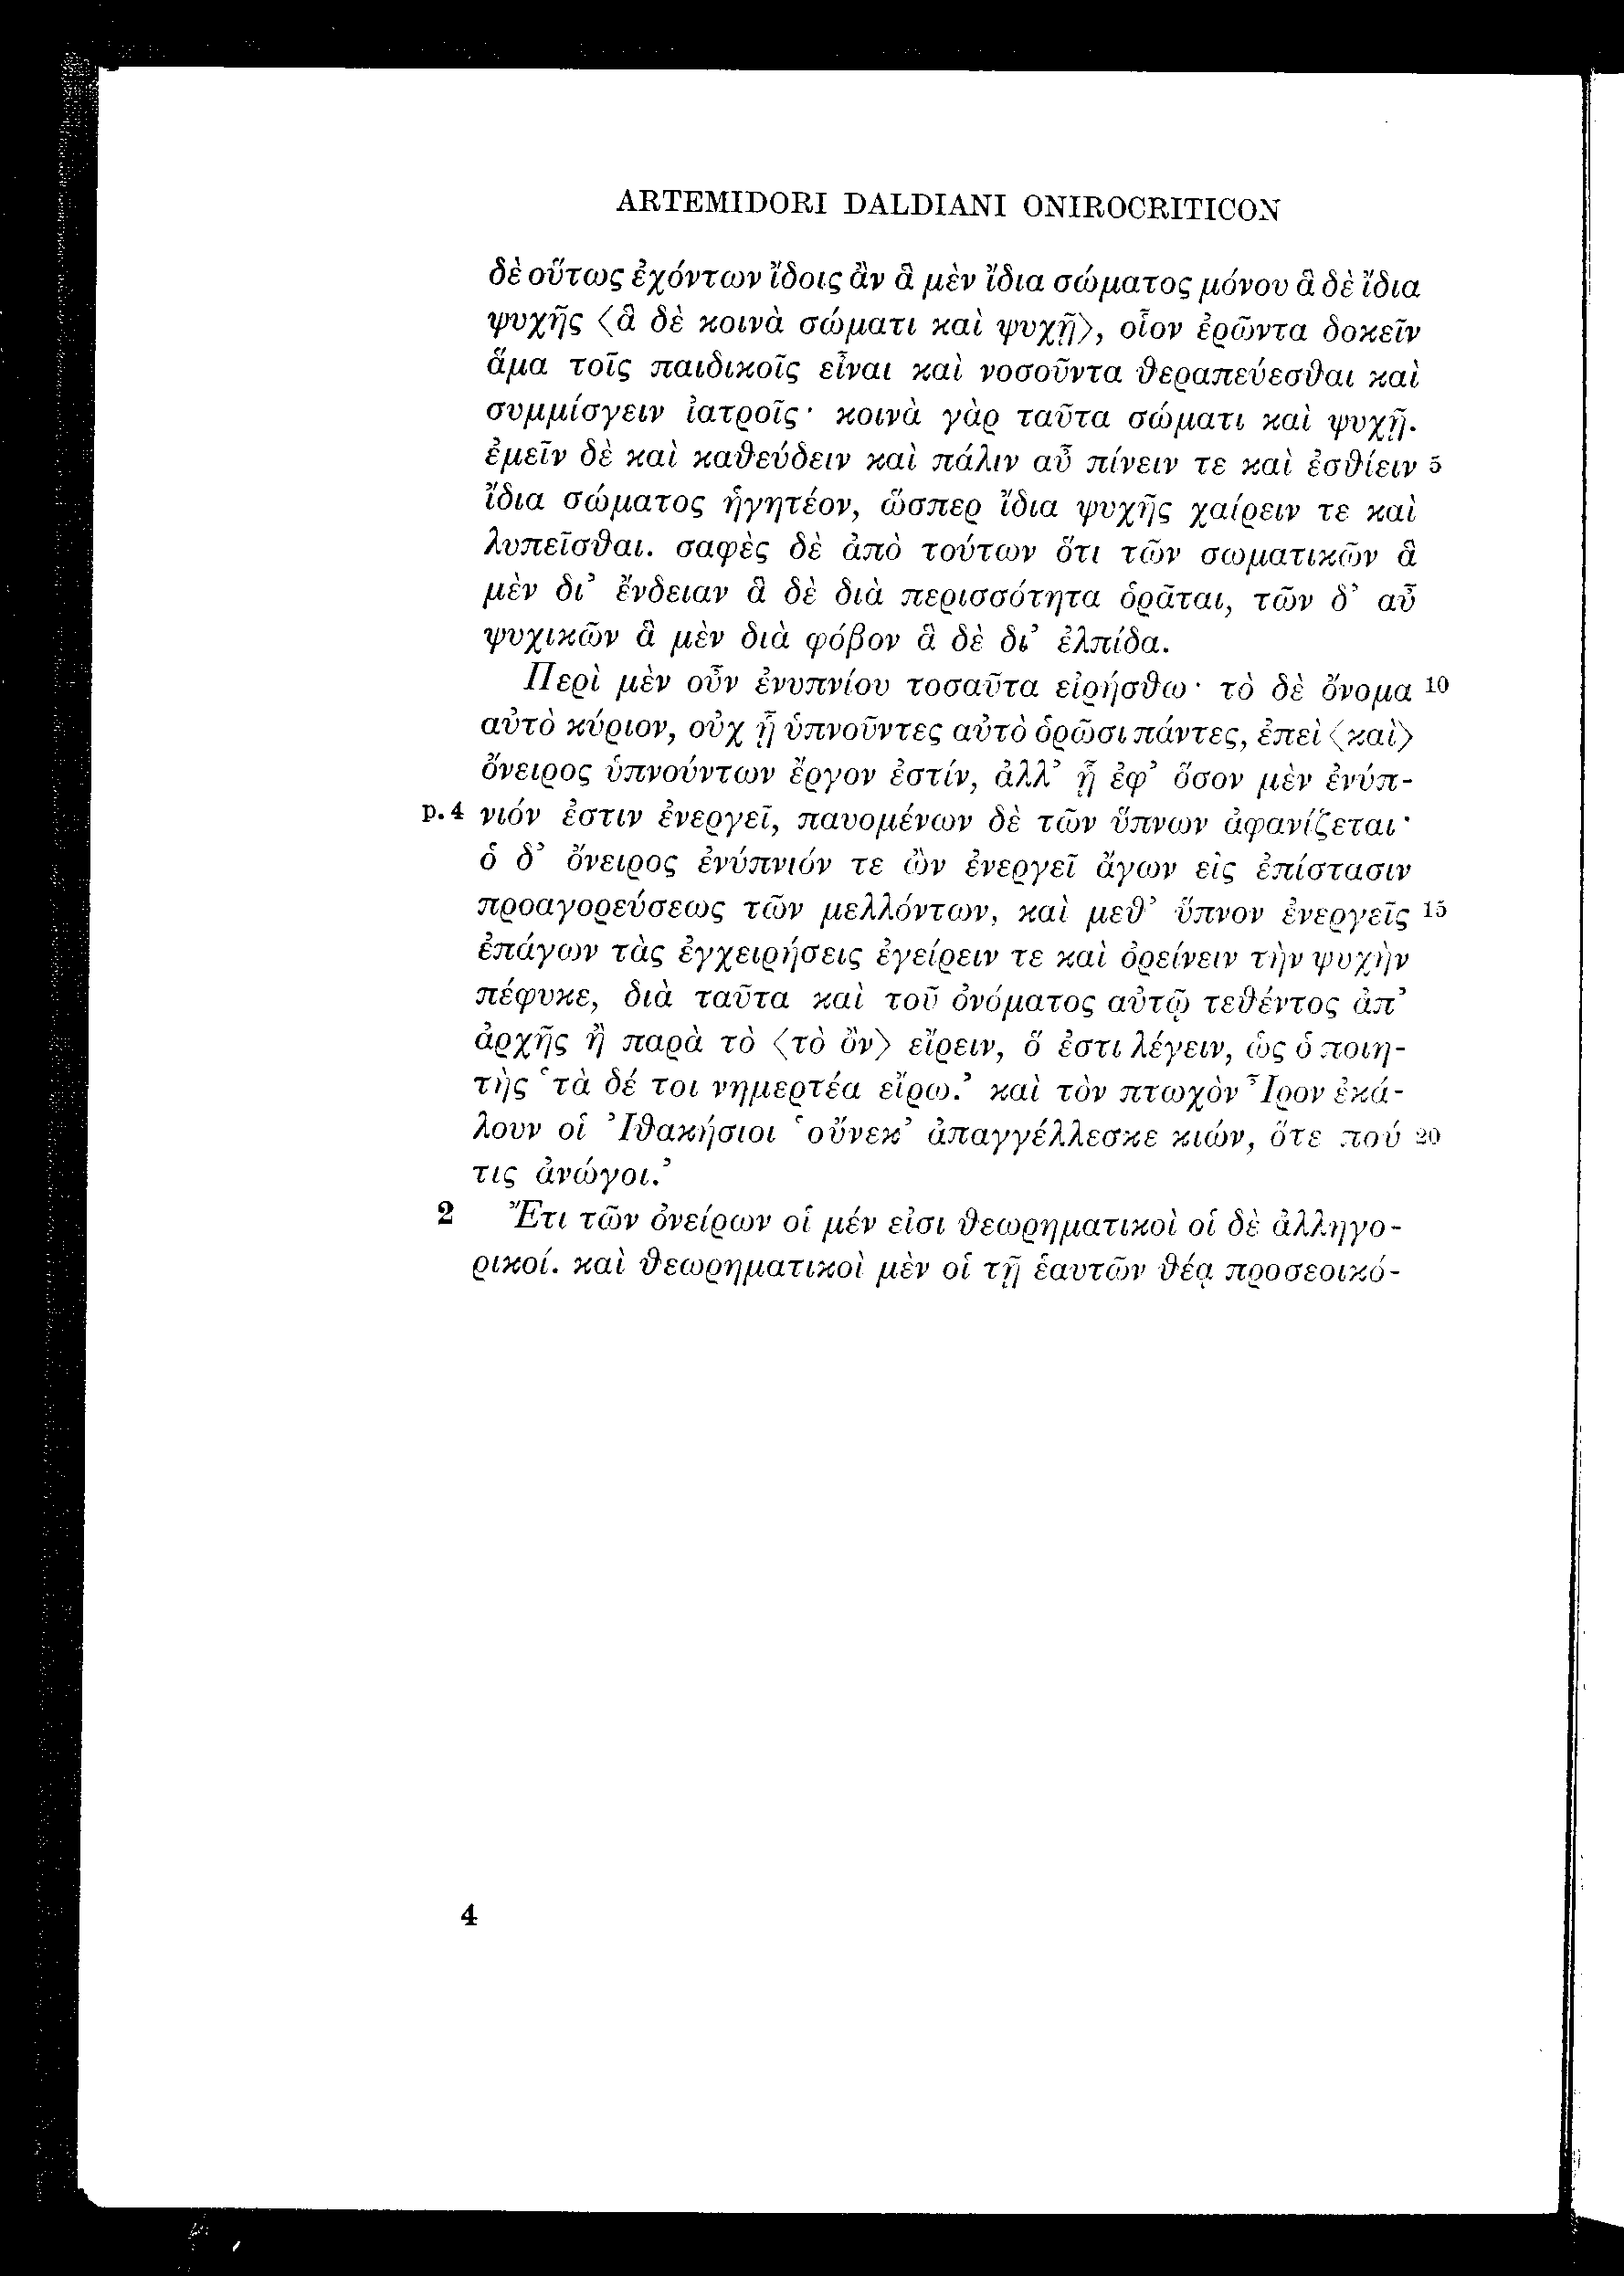 ARTEMIDORI DALDIANI ONIROCRITICON
δὲ οὕτως ἐχόντων ἴδοις ἂν ἃ μὲν ἴδια σώματος μόνου ἃ δὲ ἴδια
ψυχῆς ⟨ἃ δὲ κοινὰ σώματι καὶ ψυχῇ⟩, οἷον ἐρῶντα δοκεῖν
ἅμα τοῖς παιδικοῖς εἶναι καὶ νοσοῦντα θεραπεύεσθαι καὶ
συμμίσγειν ἰατροῖς· κοινὰ γὰρ ταῦτα σώματι καὶ ψυχῇ.
ἐμεῖν δὲ καὶ καθεύδειν καὶ πάλιν αὖ πίνειν τε καὶ ἐσθίειν 5
ἴδια σώματος ἡγητέον, ὥσπερ ἴδια ψυχῆς χαίρειν τε καὶ
λυπεῖσθαι. σαφὲς δὲ ἀπὸ τούτων ὅτι τῶν σωματικῶν ἃ
μὲν δι’ ἔνδειαν ἃ δὲ διὰ περισσότητα ὁρᾶται, τῶν δ’ αὖ
ψυχικῶν ἃ μὲν διὰ φόβον ἃ δὲ δι’ ἐλπίδα.
Περὶ μὲν οὖν ἐνυπνίου τοσαῦτα εἰρήσθω· τὸ δὲ ὄνομα 10
αὐτὸ κύριον, οὐχ ᾗ ὑπνοῦντες αὐτὸ ὁρῶσι πάντες, ἐπεὶ ⟨καὶ⟩
ὄνειρος ὑπνούντων ἔργον ἐστίν, ἀλλ’ ᾗ ἐφ’ ὅσον μὲν ἐνύπ-
p.4 νιόν ἐστιν ἐνεργεῖ, παυομένων δὲ τῶν ὕπνων ἀφανίζεται·
ὁ δ’ ὄνειρος ἐνύπνιόν τε ὢν ἐνεργεῖ ἄγων εἰς ἐπίστασιν
προαγορεύσεως τῶν μελλόντων, καὶ μεθ’ ὕπνον ἐνεργεῖς 15
ἐπάγων τὰς ἐγχειρήσεις ἐγείρειν τε καὶ ὀρείνειν τὴν ψυχὴν
πέφυκε, διὰ ταῦτα καὶ τοῦ ὀνόματος αὐτῷ τεθέντος ἀπ’
ἀρχῆς ἢ παρὰ τὸ ⟨τὸ ὂν⟩ εἴρειν, ὅ ἐστι λέγειν, ὡς ὁ ποιη-
τὴς ‘τὰ δέ τοι νημερτέα εἴρω.’ καὶ τὸν πτωχὸν Ἶρον ἐκά-
λουν οἱ Ἰθακήσιοι ‘οὕνεκ’ ἀπαγγέλλεσκε κιών, ὅτε πού 20
τις ἀνώγοι.’
2 Ἔτι τῶν ὀνείρων οἱ μέν εἰσι θεωρηματικοὶ οἱ δὲ ἀλληγο-
ρικοί. καὶ θεωρηματικοὶ μὲν οἱ τῇ ἑαυτῶν θέᾳ προσεοικό-
4